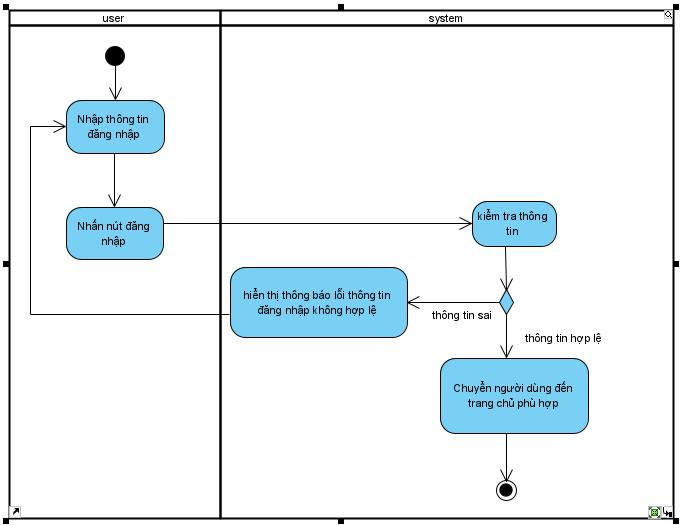 user
system
Nhập thông tin
đăng nhập
Nhấn nút đăng
nhập
kiểm tra thông
tin
hiển thị thông báo lỗi thông tin
đăng nhập không hợp lệ
thông tin sai
thông tin hợp lệ
Chuyển người dùng đến
trang chủ phù hợp